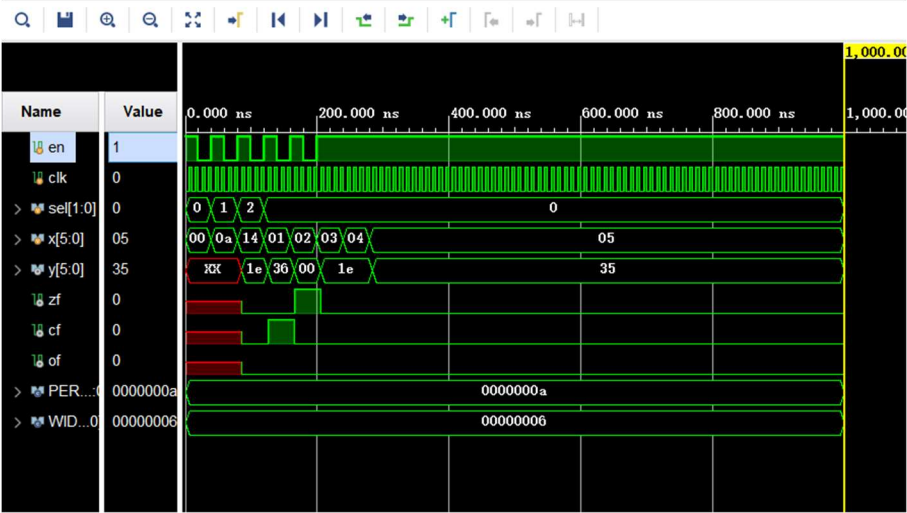 1,000.00
Name Value 0.000 ns 200.000 ns 400.000 ns 600.000 ns 800.000 ns 1,000.00
en 1
clk 0
sel[1:0] 0 0 1 2 0
x[5:0] 05 00 0a 14 01 02 03 04 05
y[5:0] 35 XX 1e 36 00 1e 35
zf 0
cf 0
of 0
PER...:0 0000000a 0000000a
WID...0] 00000006 00000006